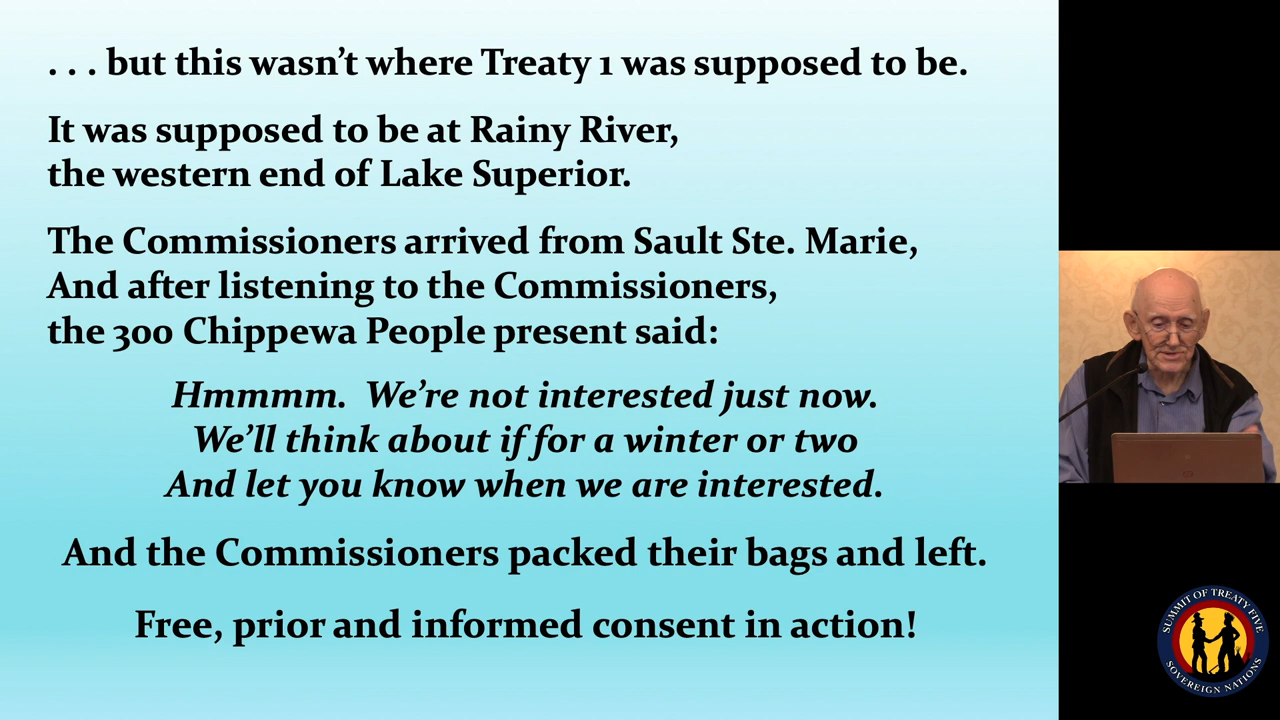 . . . but this wasn’t where Treaty 1 was supposed to be.
It was supposed to be at Rainy River,
the western end of Lake Superior.
The Commissioners arrived from Sault Ste. Marie,
And after listening to the Commissioners,
the 300 Chippewa People present said:
Hmmmm. We’re not interested just now.
We’ll think about if for a winter or two
And let you know when we are interested.
And the Commissioners packed their bags and left.
Free, prior and informed consent in action!
SUMMIT OF TREATY FIVE
SOVEREIGN NATIONS